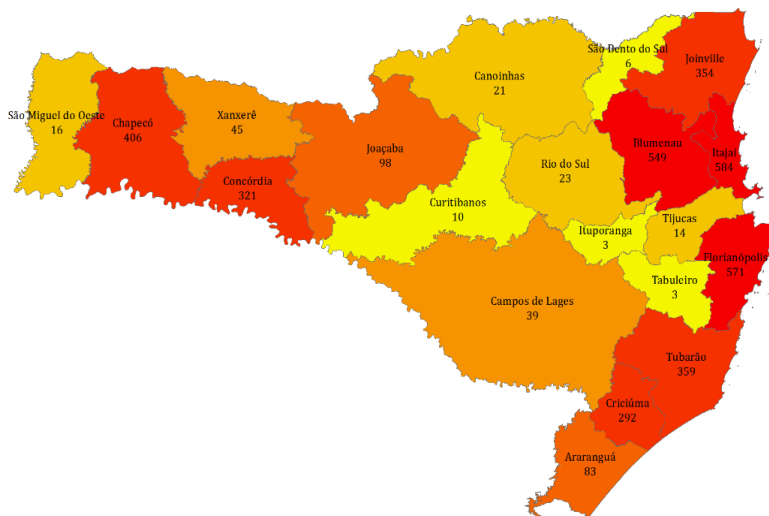 São Bento do Sul
6
Joinville
354
Canoinhas
21
São Miguel do Oeste
16
Chapecó
406
Xanxerê
45
Joaçaba
98
Blumenau
549
Itajaí
584
Rio do Sul
23
Concórdia
321
Curitibanos
10
Ituporanga
3
Tijucas
14
Florianópolis
571
Tabuleiro
3
Campos de Lages
39
Tubarão
359
Criciúma
292
Araranguá
83